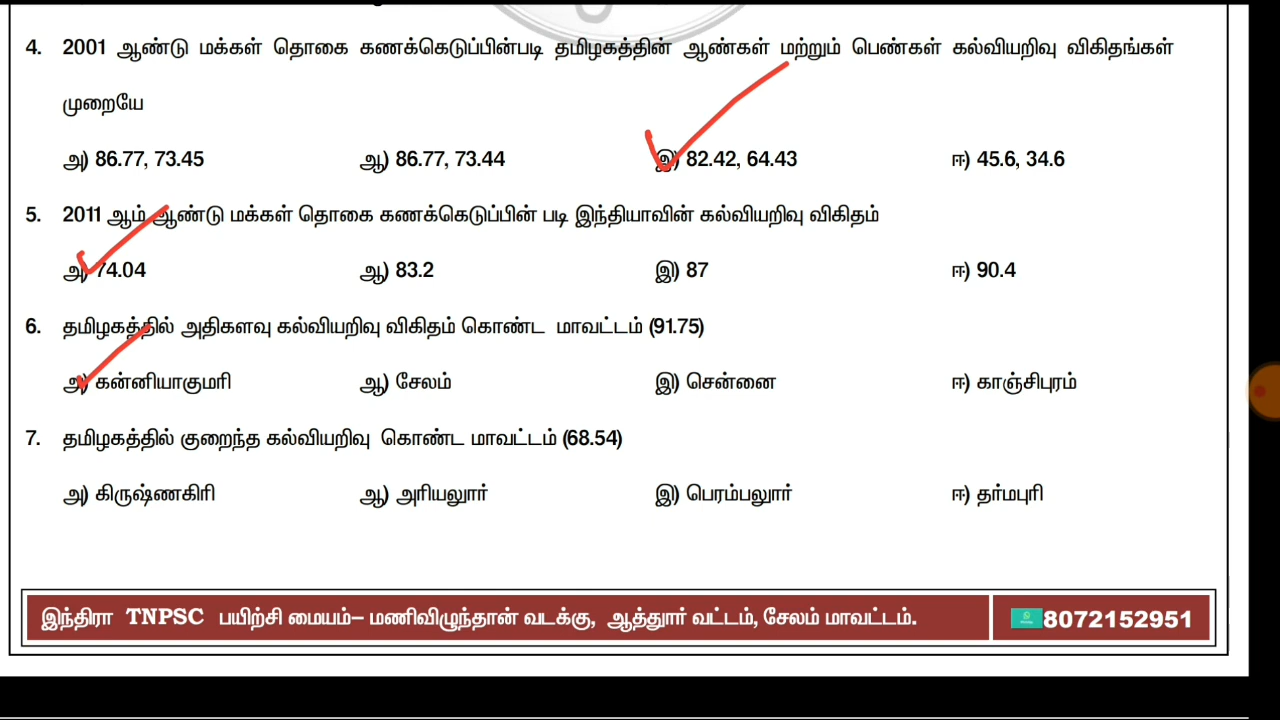 4. 2001 ஆண்டு மக்கள் தொகை கணக்கெடுப்பின்படி தமிழகத்தின் ஆண்கள் மற்றும் பெண்கள் கல்வியறிவு விகிதங்கள்
முறையே
அ) 86.77, 73.45 ஆ) 86.77, 73.44 இ) 82.42, 64.43 ஈ) 45.6, 34.6
5. 2011 ஆம் ஆண்டு மக்கள் தொகை கணக்கெடுப்பின் படி இந்தியாவின் கல்வியறிவு விகிதம்
அ) 74.04 ஆ) 83.2 இ) 87 ஈ) 90.4
6. தமிழகத்தில் அதிகளவு கல்வியறிவு விகிதம் கொண்ட மாவட்டம் (91.75)
அ) கன்னியாகுமரி ஆ) சேலம் இ) சென்னை ஈ) காஞ்சிபுரம்
7. தமிழகத்தில் குறைந்த கல்வியறிவு கொண்ட மாவட்டம் (68.54)
அ) கிருஷ்ணகிரி ஆ) அரியலூர் இ) பெரம்பலூர் ஈ) தர்மபுரி
இந்திரா TNPSC பயிற்சி மையம்– மணிவிழுந்தான் வடக்கு, ஆத்தூர் வட்டம், சேலம் மாவட்டம். 8072152951